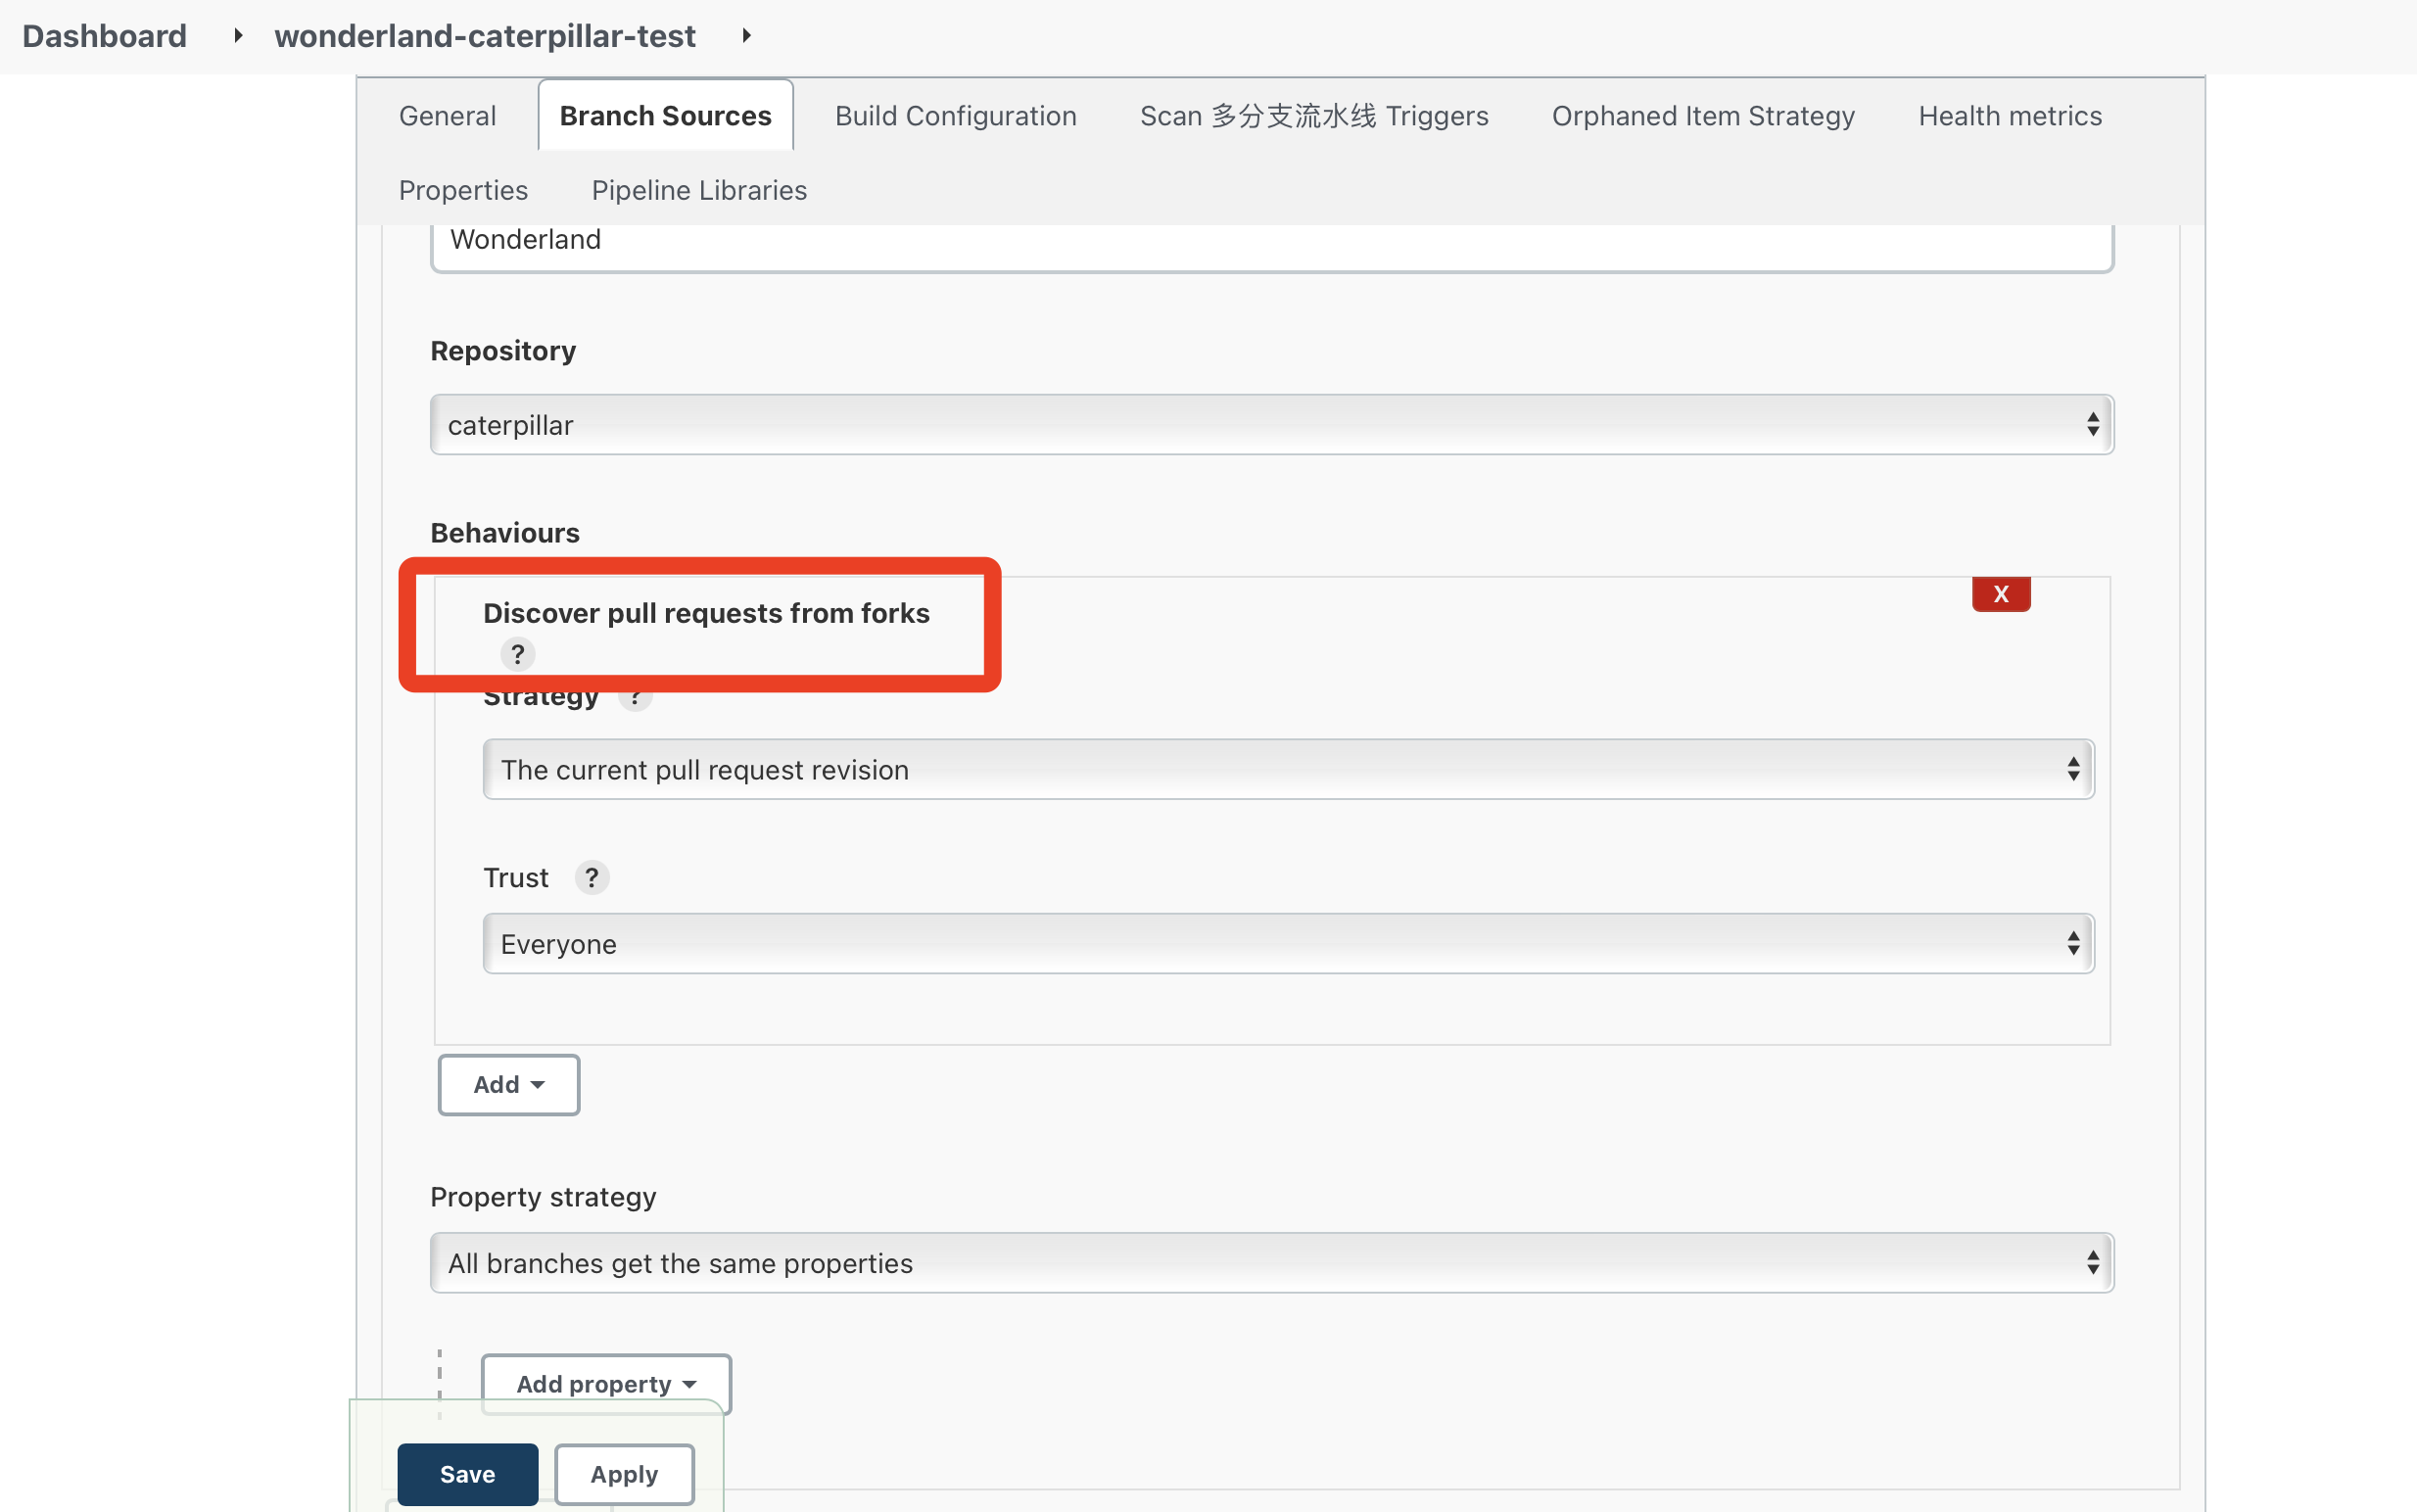 Dashboard wonderland-caterpillar-test
General Branch Sources Build Configuration Scan 多分支流水线 Triggers Orphaned Item Strategy Health metrics
Properties Pipeline Libraries
Wonderland
Repository
caterpillar
Behaviours
X
Discover pull requests from forks
?
Strategy ?
The current pull request revision
Trust ?
Everyone
Add
Property strategy
All branches get the same properties
Add property
Save Apply